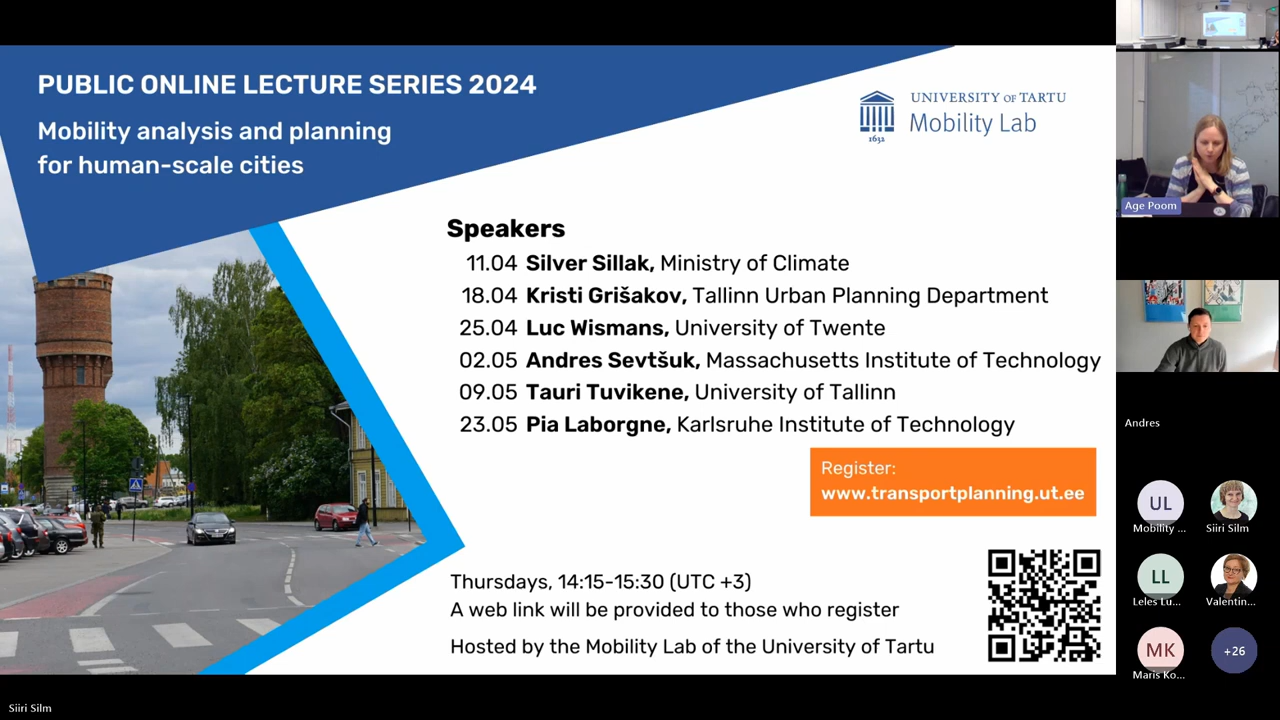 PUBLIC ONLINE LECTURE SERIES 2024
Mobility analysis and planning
for human-scale cities
UNIVERSITY OF TARTU
Mobility Lab
1632
Speakers
11.04 Silver Sillak, Ministry of Climate
18.04 Kristi Grišakov, Tallinn Urban Planning Department
25.04 Luc Wismans, University of Twente
02.05 Andres Sevtšuk, Massachusetts Institute of Technology
09.05 Tauri Tuvikene, University of Tallinn
23.05 Pia Laborgne, Karlsruhe Institute of Technology
Register:
www.transportplanning.ut.ee
Thursdays, 14:15-15:30 (UTC +3)
A web link will be provided to those who register
Hosted by the Mobility Lab of the University of Tartu
Age Poom
Andres
UL
Mobility ...
Siiri Silm
LL
Leles Lu...
Valentin...
MK
Maris Ko...
+26
Siiri Silm